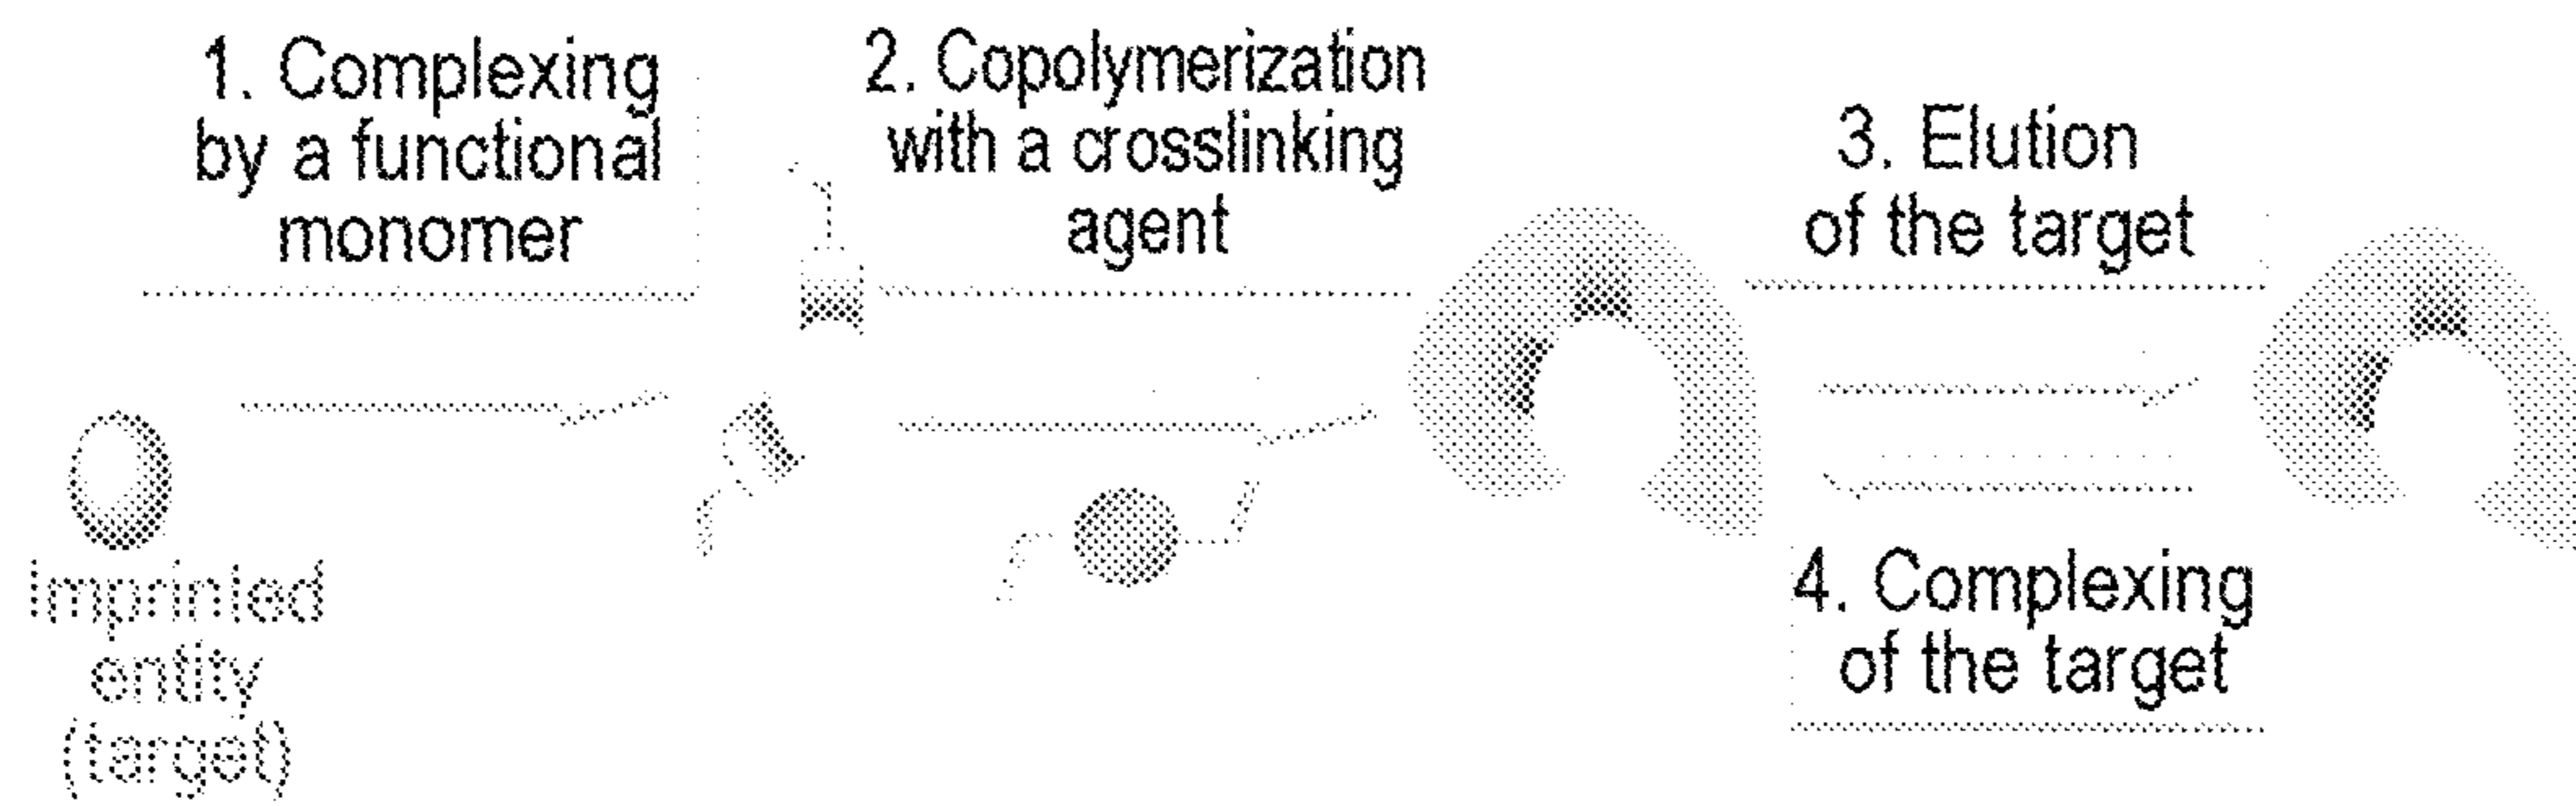 1. Complexing
by a functional
monomer
2. Copolymerization
with a crosslinking
agent
3. Elution
of the target
4. Complexing
of the target
Imprinted
entity
(target)